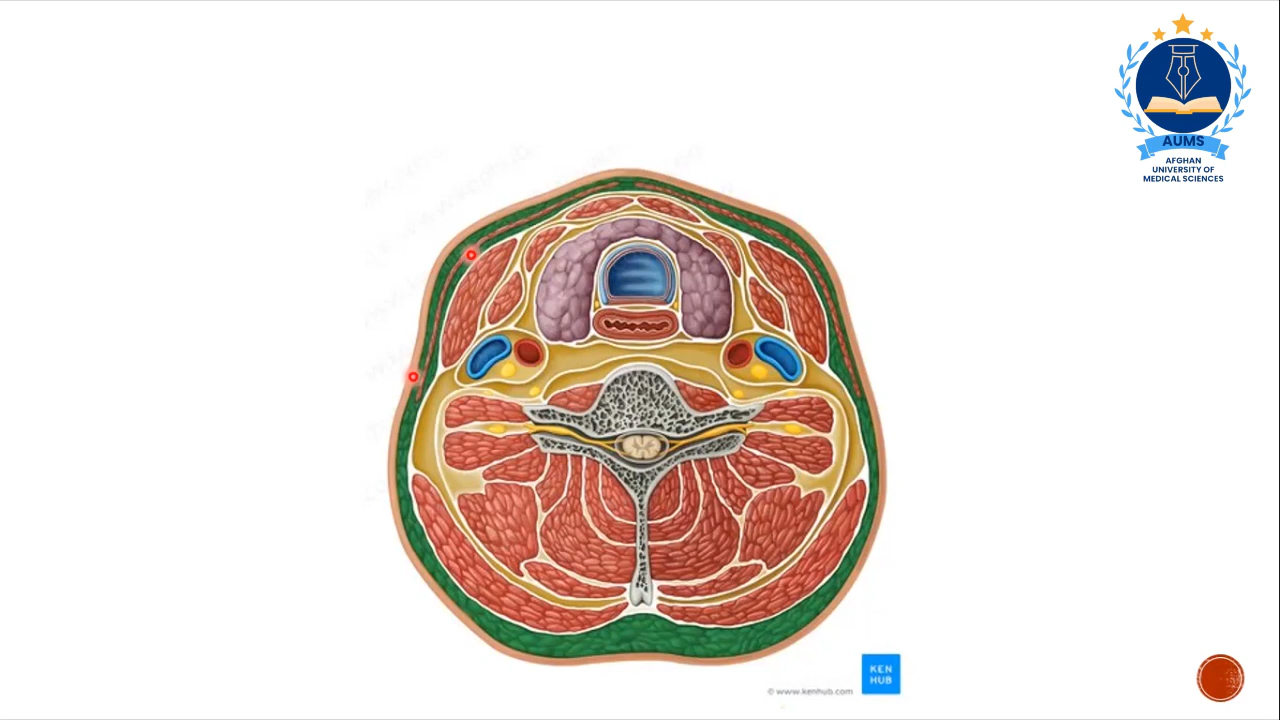 AUMS
AFGHAN
UNIVERSITY OF
MEDICAL SCIENCES
KEN
HUB
© www.kenhub.com